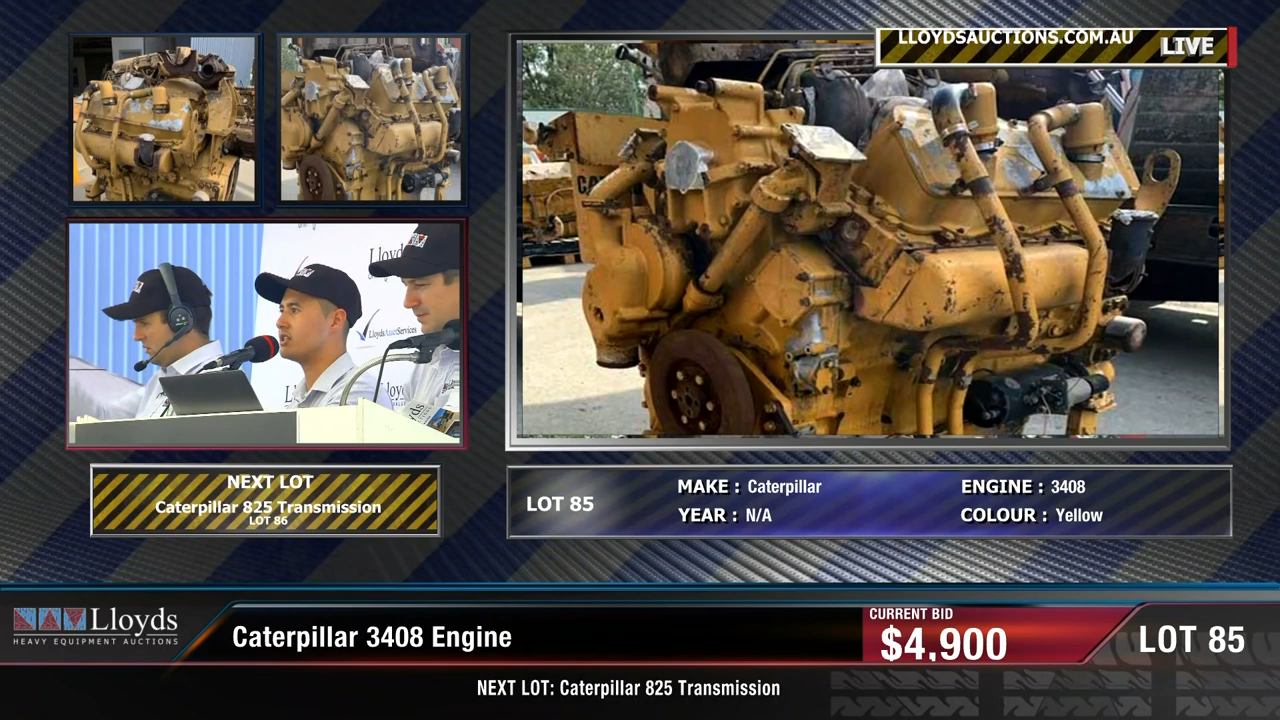 LLOYDSAUCTIONS.COM.AU
LIVE
Lloyds
LloydsAssetServices
NEXT LOT
Caterpillar 825 Transmission
LOT 86
LOT 85
MAKE : Caterpillar
YEAR : N/A
ENGINE : 3408
COLOUR : Yellow
Lloyds
HEAVY EQUIPMENT AUCTIONS
Caterpillar 3408 Engine
CURRENT BID
$4,900
LOT 85
NEXT LOT: Caterpillar 825 Transmission